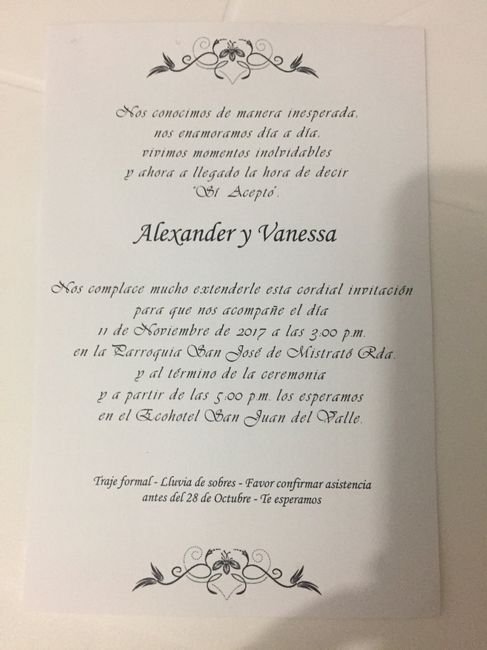 Nos conocimos de manera inesperada,
nos enamoramos día a día,
vivimos momentos inolvidables
y ahora a llegado la hora de decir
"Sí Acepto".
Alexander y Vanessa
Nos complace mucho extenderle esta cordial invitación
para que nos acompañe el día
11 de Noviembre de 2017 a las 3:00 p.m.
en la Parroquia San José de Mistrató Rda.
y al término de la ceremonia
y a partir de las 5:00 p.m. los esperamos
en el Ecohotel San Juan del Valle.
Traje formal - Lluvia de sobres - Favor confirmar asistencia
antes del 28 de Octubre - Te esperamos